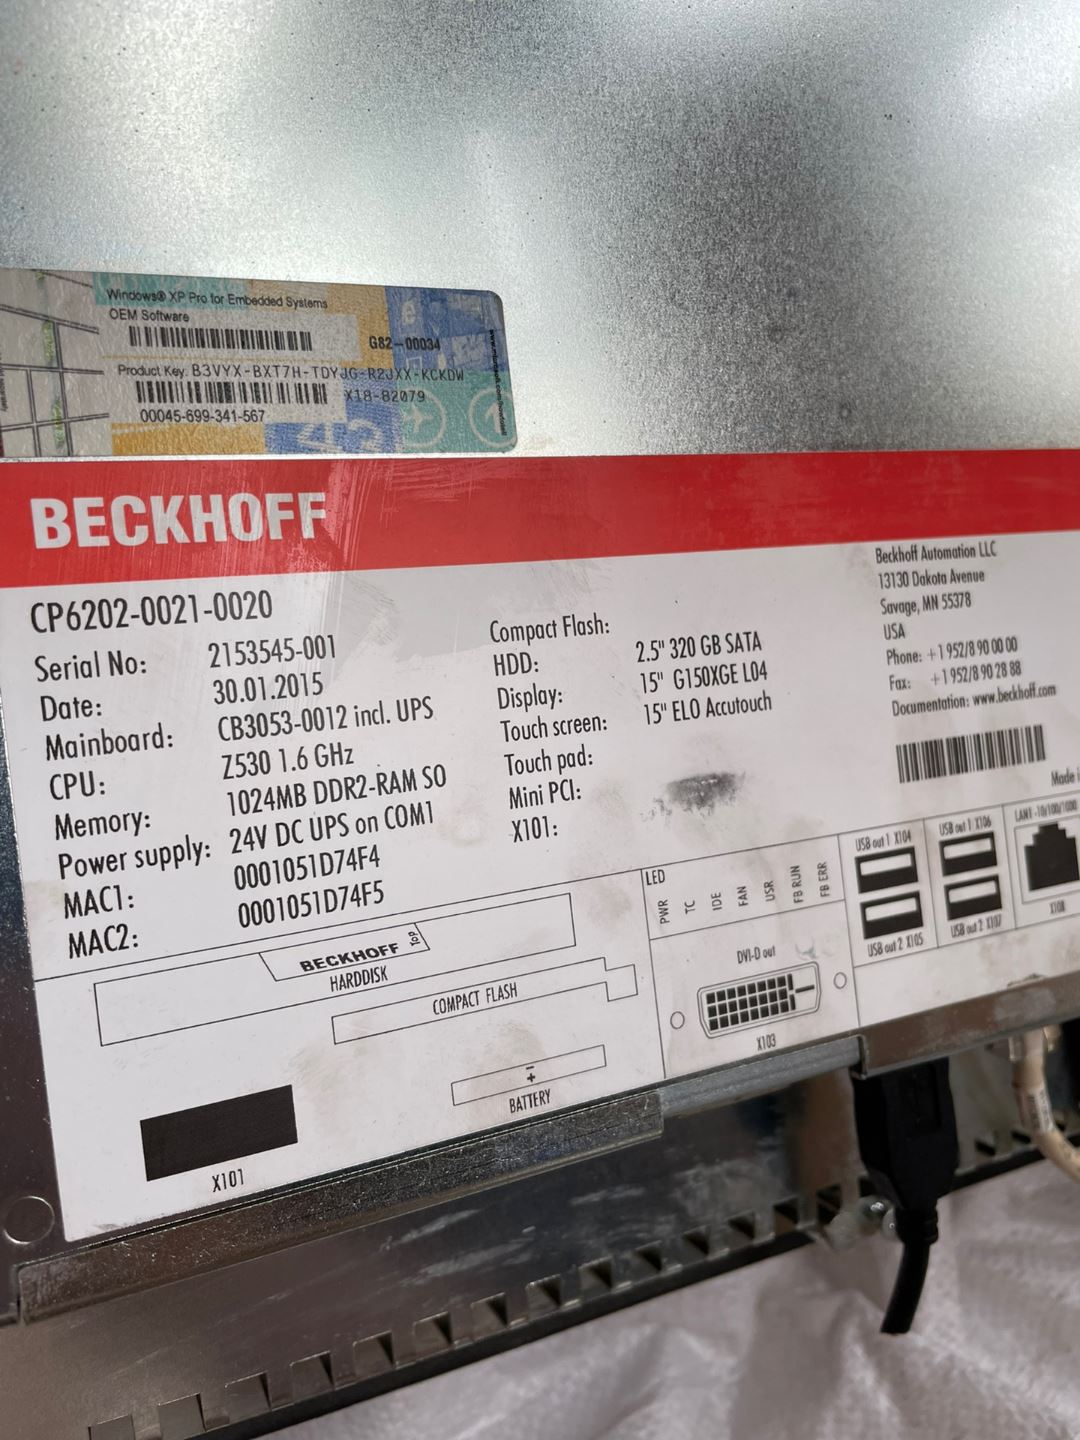 Windows® XP Pro for Embedded Systems
OEM Software
G82-00034
Product Key: B3VYX-BXT7H-TDYJG-R2JXX-KCKDW
X18-82079
00045-699-341-567
BECKHOFF
CP6202-0021-0020
Serial No: 2153545-001
Date: 30.01.2015
Mainboard: CB3053-0012 incl. UPS
CPU: Z530 1.6 GHz
Memory: 1024MB DDR2-RAM SO
Power supply: 24V DC UPS on COM1
MAC1: 0001051D74F4
MAC2: 0001051D74F5
Compact Flash:
HDD: 2.5" 320 GB SATA
Display: 15" G150XGE L04
Touch screen: 15" ELO Accutouch
Touch pad:
Mini PCI:
X101:
Beckhoff Automation LLC
13130 Dakota Avenue
Savage, MN 55378
USA
Phone: +1 952/8 90 00 00
Fax: +1 952/8 90 28 88
Documentation: www.beckhoff.com
Made
BECKHOFF Top
HARDDISK
COMPACT FLASH
BATTERY
X101
LED
PWR
TC
IDE
FAN
USR
FB RUN
FB ERR
DVI-D out
X103
USB out 1 X104
USB out 2 X105
USB out 1 X106
USB out 2 X107
LAN1 -10/100/1000
X108